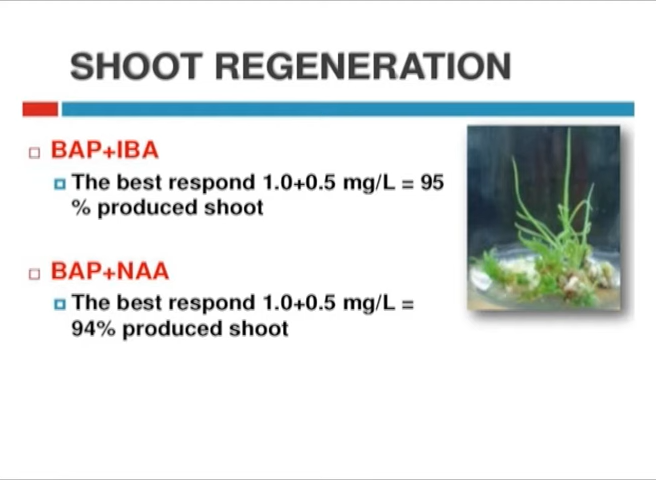 SHOOT REGENERATION
BAP+IBA
The best respond 1.0+0.5 mg/L = 95
% produced shoot
BAP+NAA
The best respond 1.0+0.5 mg/L =
94% produced shoot